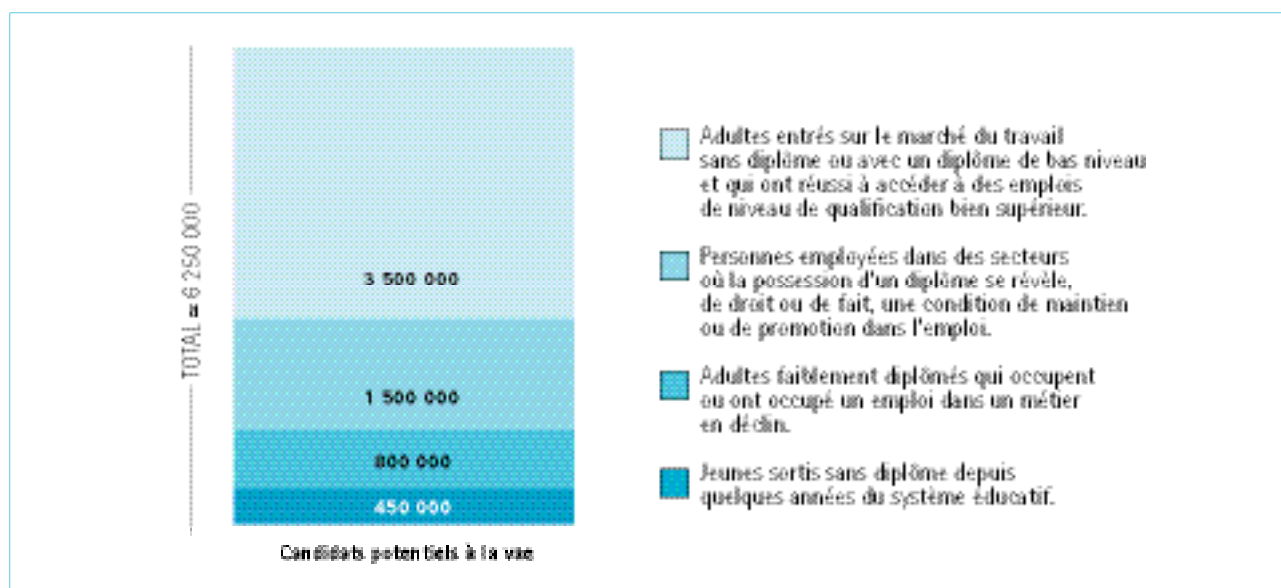 TOTAL = 6 250 000
3 500 000
1 500 000
800 000
450 000
Candidats potentiels à la vae
Adultes entrés sur le marché du travail
sans diplôme ou avec un diplôme de bas niveau
et qui ont réussi à accéder à des emplois
de niveau de qualification bien supérieur.
Personnes employées dans des secteurs
où la possession d'un diplôme se révèle,
de droit ou de fait, une condition de maintien
ou de promotion dans l'emploi.
Adultes faiblement diplômés qui occupent
ou ont occupé un emploi dans un métier
en déclin.
Jeunes sortis sans diplôme depuis
quelques années du système éducatif.